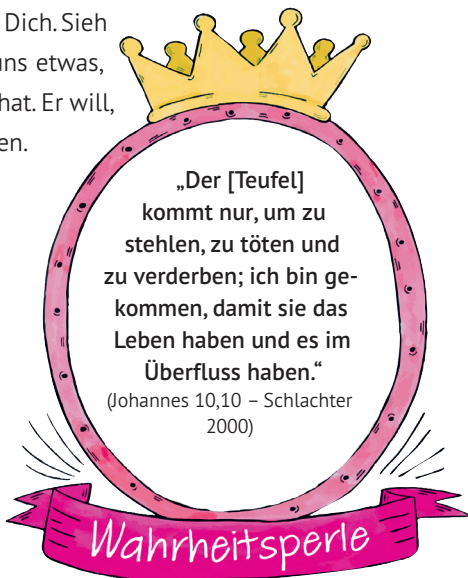 Dich. Sieh
uns etwas,
hat. Er will,
en.
„Der [Teufel]
kommt nur, um zu
stehlen, zu töten und
zu verderben; ich bin ge-
kommen, damit sie das
Leben haben und es im
Überfluss haben.“
(Johannes 10,10 – Schlachter
2000)
Wahrheitsperle